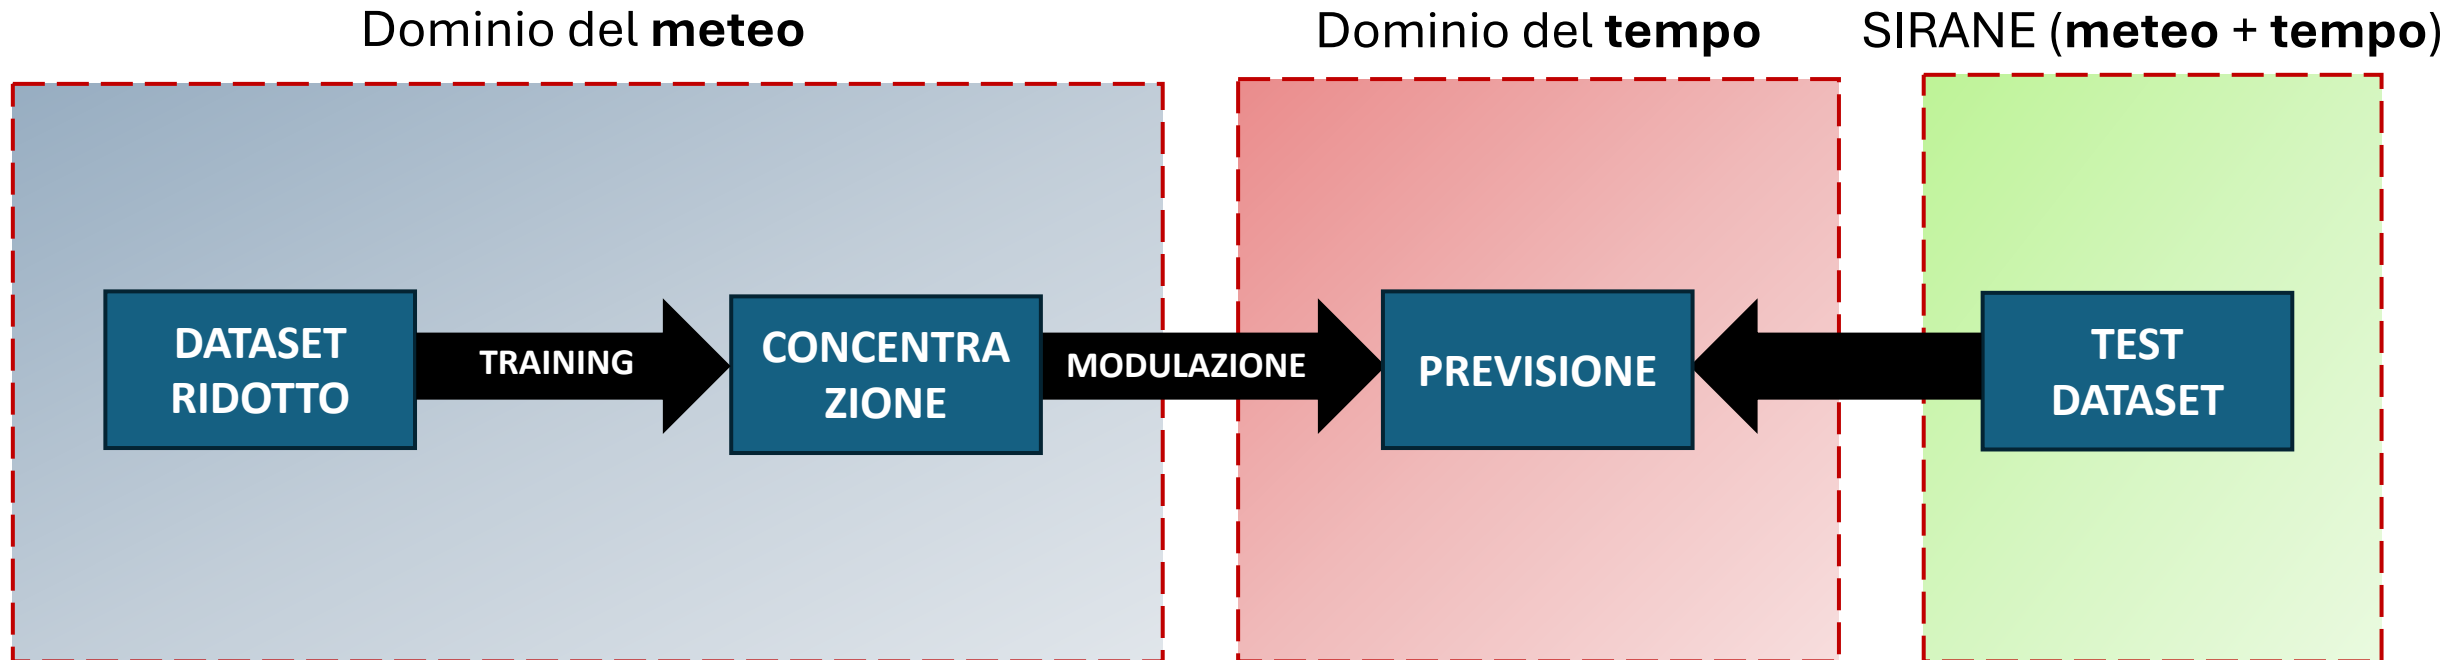 Dominio del meteo
Dominio del tempo
SIRANE (meteo + tempo)
DATASET
RIDOTTO
TRAINING
CONCENTRA
ZIONE
MODULAZIONE
PREVISIONE
TEST
DATASET